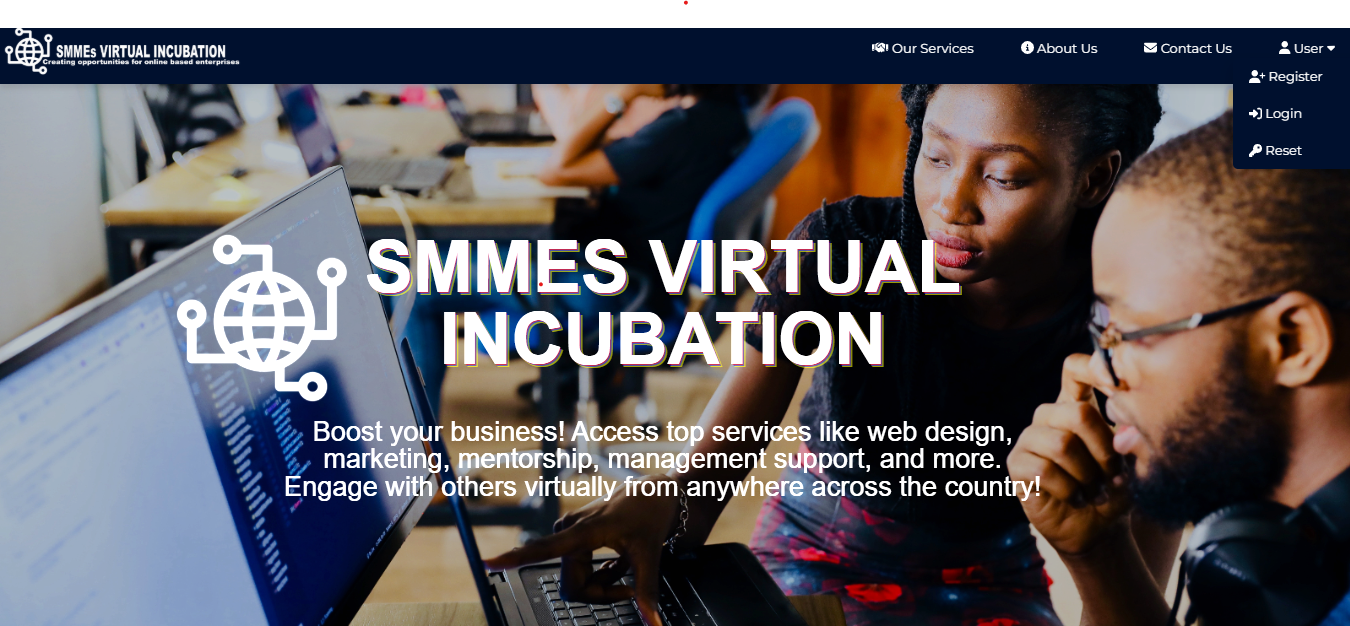 SMMEs VIRTUAL INCUBATION
Creating opportunities for online based enterprises
Our Services
About Us
Contact Us
User
Register
Login
Reset
SMMES VIRTUAL
INCUBATION
Boost your business! Access top services like web design,
marketing, mentorship, management support, and more.
Engage with others virtually from anywhere across the country!